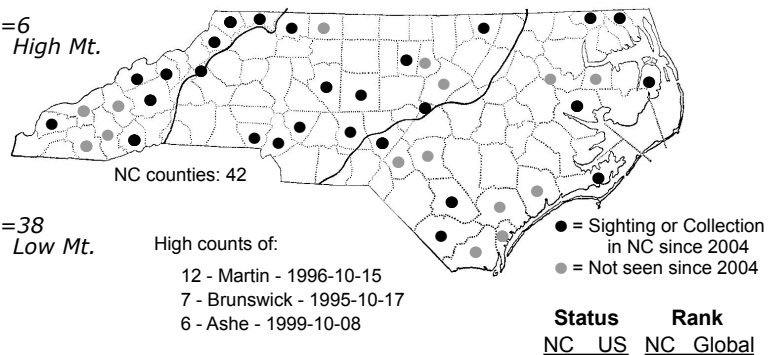 =6
High Mt.
NC counties: 42
=38
Low Mt.
High counts of:
12 - Martin - 1996-10-15
7 - Brunswick - 1995-10-17
6 - Ashe - 1999-10-08
= Sighting or Collection
in NC since 2004
= Not seen since 2004
Status Rank
NC US NC Global